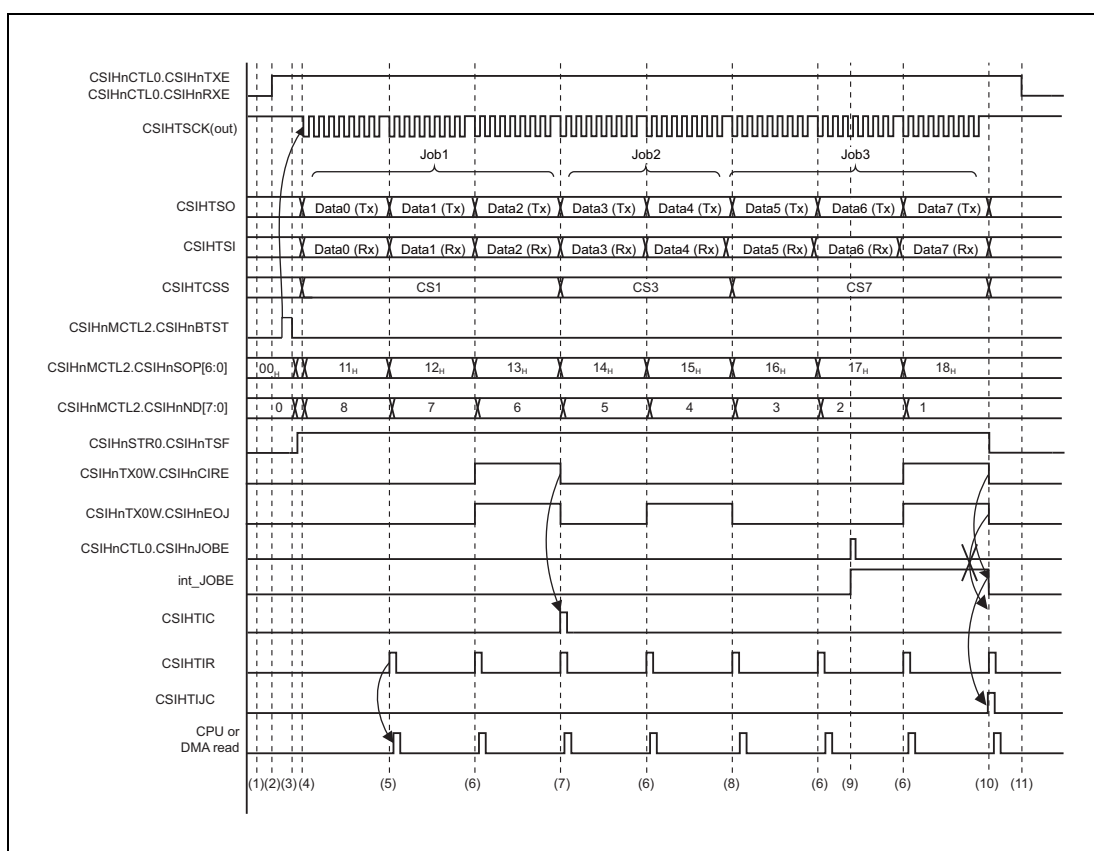 CSIHnCTL0.CSIHnTXE
CSIHnCTL0.CSIHnRXE
CSIHTSCK(out)
Job1 Job2 Job3
CSIHTSO Data0 (Tx) Data1 (Tx) Data2 (Tx) Data3 (Tx) Data4 (Tx) Data5 (Tx) Data6 (Tx) Data7 (Tx)
CSIHTSI Data0 (Rx) Data1 (Rx) Data2 (Rx) Data3 (Rx) Data4 (Rx) Data5 (Rx) Data6 (Rx) Data7 (Rx)
CSIHTCSS CS1 CS3 CS7
CSIHnMCTL2.CSIHnBTST
CSIHnMCTL2.CSIHnSOP[6:0] 00H 11H 12H 13H 14H 15H 16H 17H 18H
CSIHnMCTL2.CSIHnND[7:0] 0 8 7 6 5 4 3 2 1
CSIHnSTR0.CSIHnTSF
CSIHnTX0W.CSIHnCIRE
CSIHnTX0W.CSIHnEOJ
CSIHnCTL0.CSIHnJOBE
int_JOBE
CSIHTIC
CSIHTIR
CSIHTIJC
CPU or
DMA read
(1) (2) (3) (4) (5) (6) (7) (6) (8) (6) (9) (6) (10) (11)